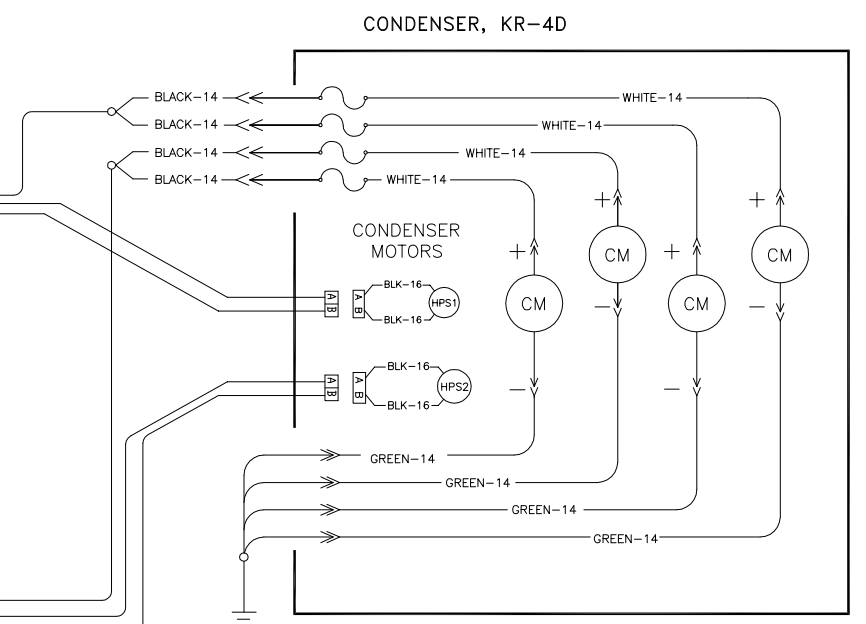 CONDENSER, KR-4D
BLACK-14
WHITE-14
BLACK-14
WHITE-14
BLACK-14
WHITE-14
BLACK-14
WHITE-14
CONDENSER
MOTORS
+
+
+
+
CM
CM
CM
CM
-
-
-
-
A
B
A
B
BLK-16
HPS1
BLK-16
A
B
A
B
BLK-16
HPS2
BLK-16
GREEN-14
GREEN-14
GREEN-14
GREEN-14